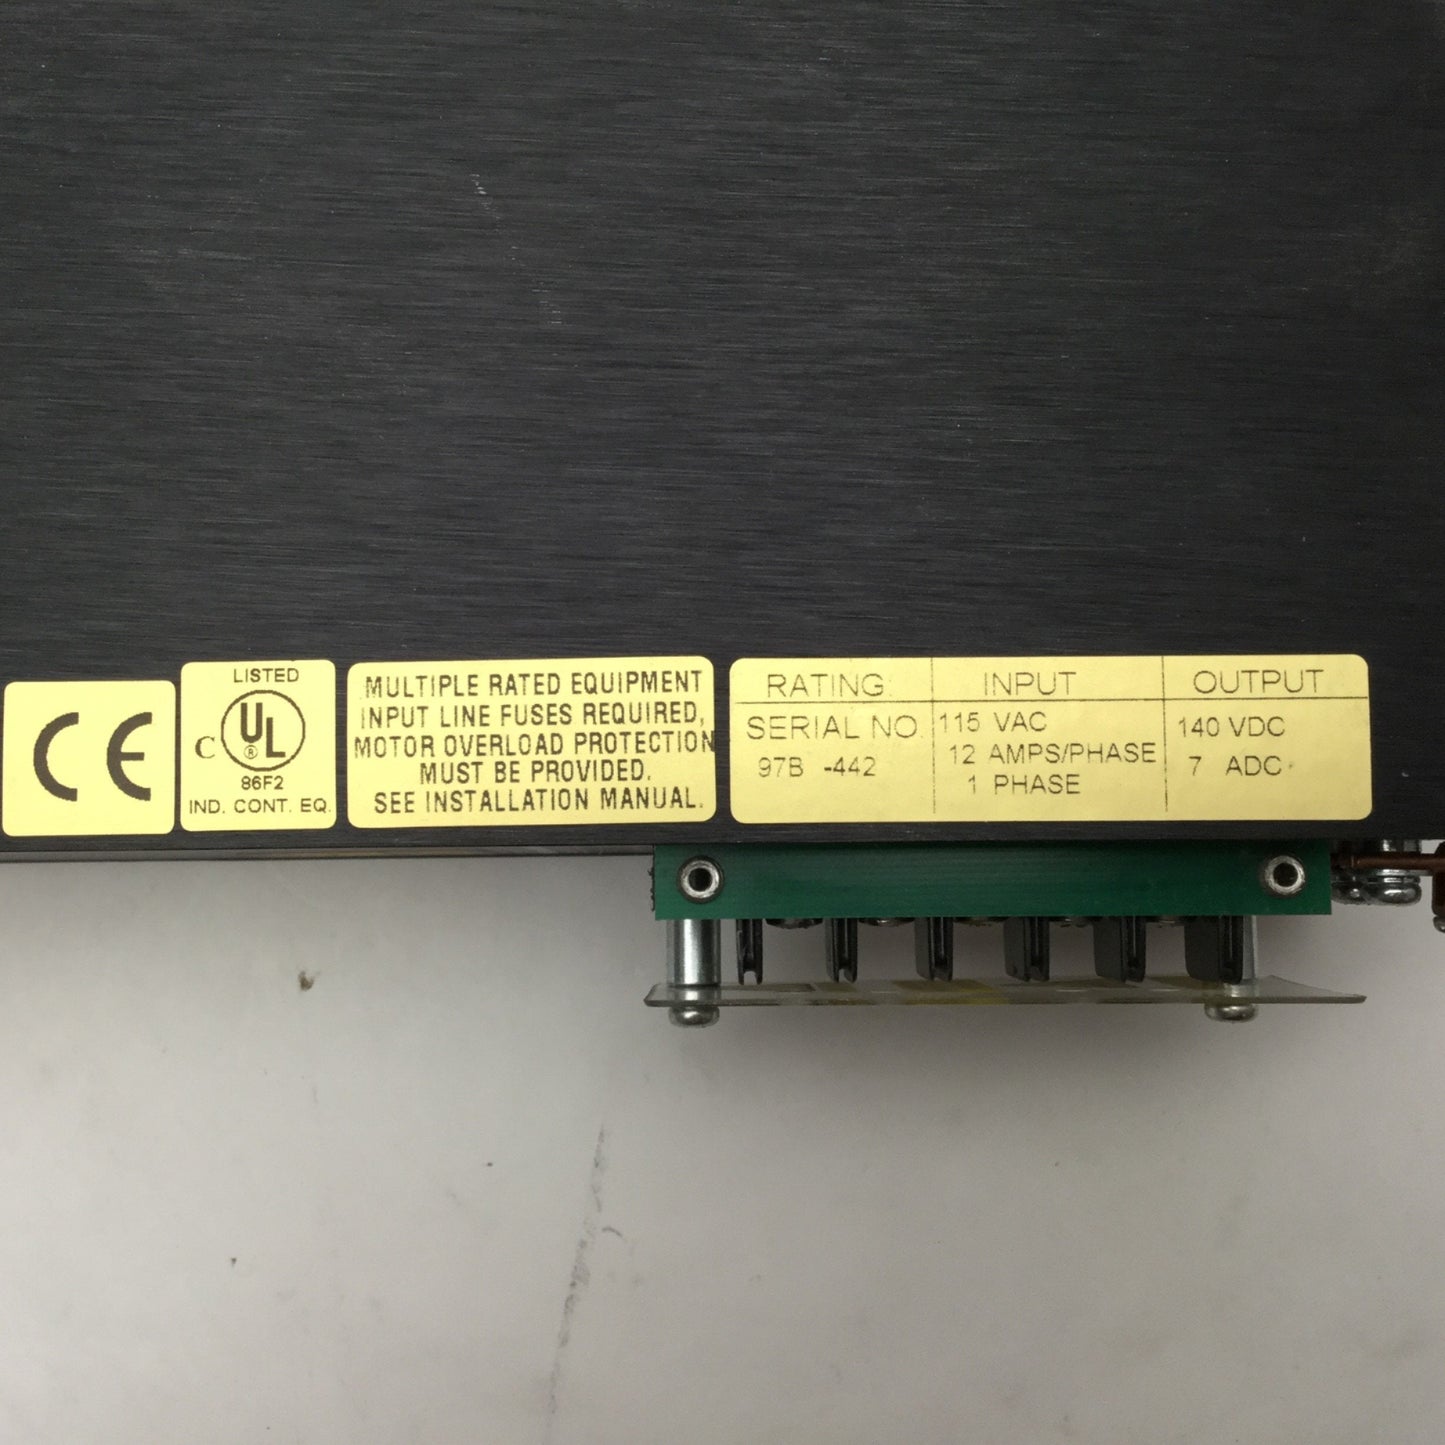 CE
LISTED
C UL ®
86F2
IND. CONT. EQ.
MULTIPLE RATED EQUIPMENT
INPUT LINE FUSES REQUIRED,
MOTOR OVERLOAD PROTECTION
MUST BE PROVIDED.
SEE INSTALLATION MANUAL.
RATING: INPUT OUTPUT
SERIAL NO. 115 VAC 140 VDC
97B -442 12 AMPS/PHASE 7 ADC
1 PHASE